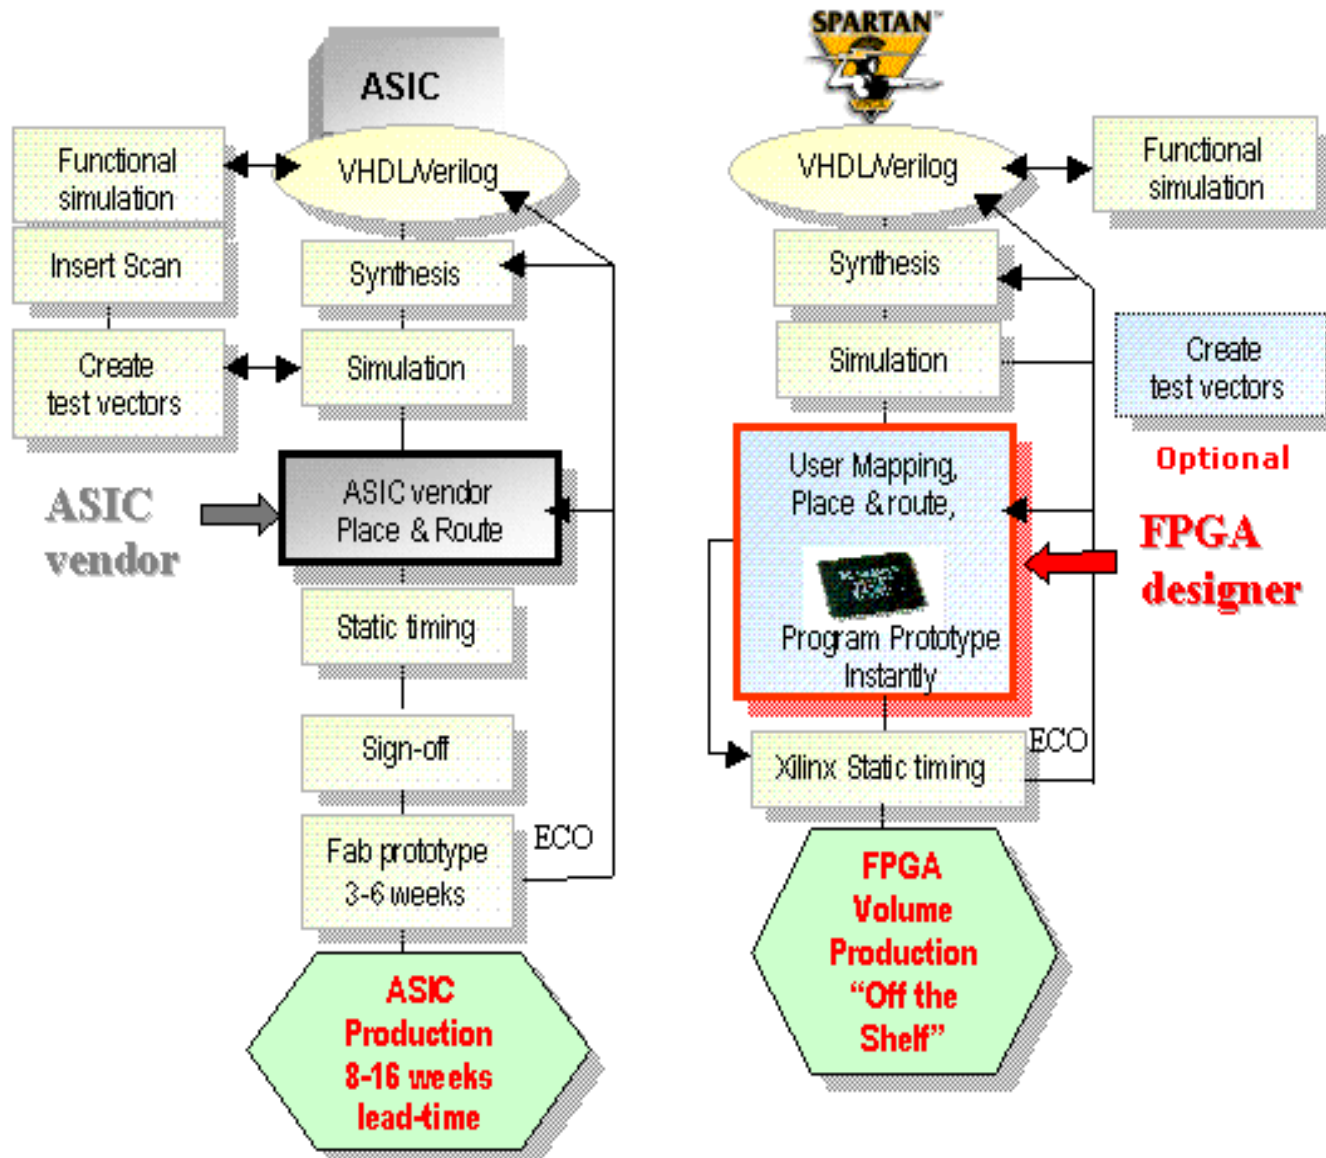 ASIC
VHDL/Verilog
Functional
simulation
Insert Scan
Synthesis
Create
test vectors
Simulation
ASIC
vendor
ASIC vendor
Place & Route
Static timing
Sign-off
Fab prototype
3-6 weeks
ECO
ASIC
Production
8-16 weeks
lead-time
SPARTAN™
VHDL/Verilog
Functional
simulation
Synthesis
Simulation
Create
test vectors
Optional
User Mapping,
Place & route,
Program Prototype
Instantly
FPGA
designer
Xilinx Static timing
ECO
FPGA
Volume
Production
“Off the
Shelf”